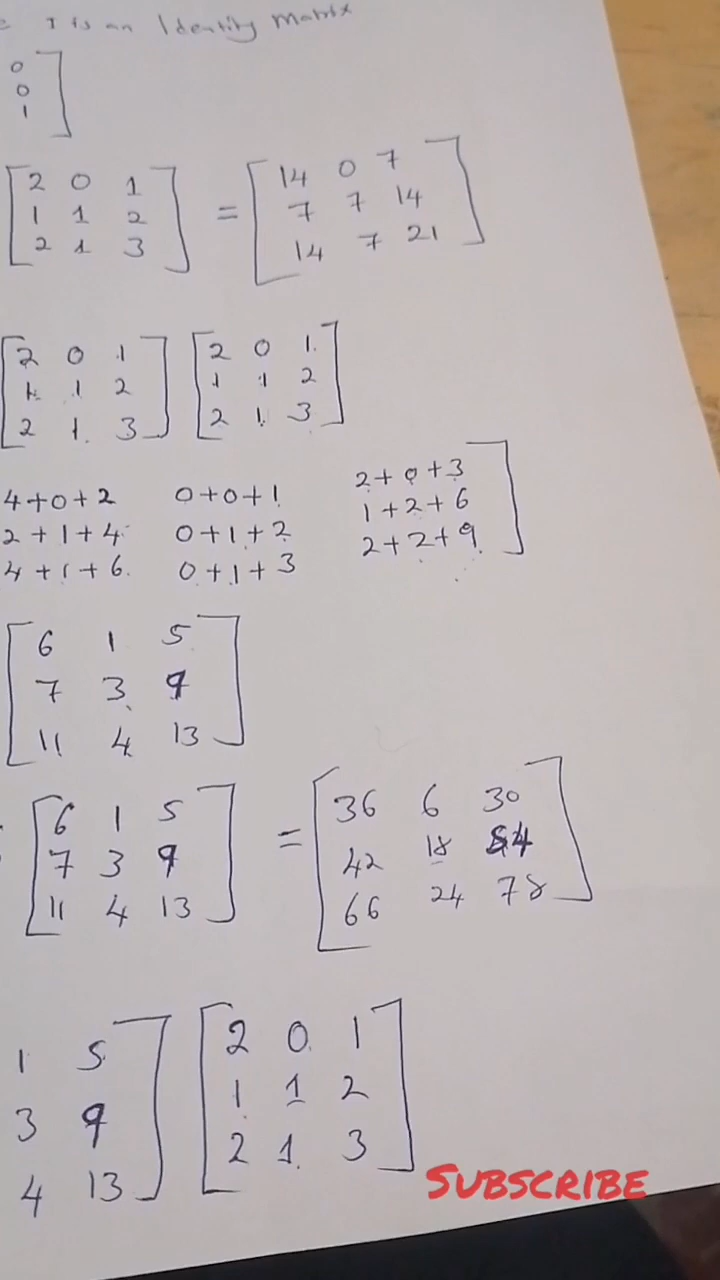 I is an Identity Matrix
0
0
1
2 0 1
1 1 2 = 14 0 7
2 1 3 7 7 14
14 7 21
2 0 1 2 0 1
1 1 2 1 1 2
2 1 3 2 1 3
4+0+2 0+0+1 2+0+3
2+1+4 0+1+2 1+2+6
4+1+6 0+1+3 2+2+9
6 1 5
7 3 9
11 4 13
6 1 5 36 6 30
7 3 9 = 42 18 54
11 4 13 66 24 78
1 5 2 0 1
3 9 1 1 2
4 13 2 1 3
SUBSCRIBE